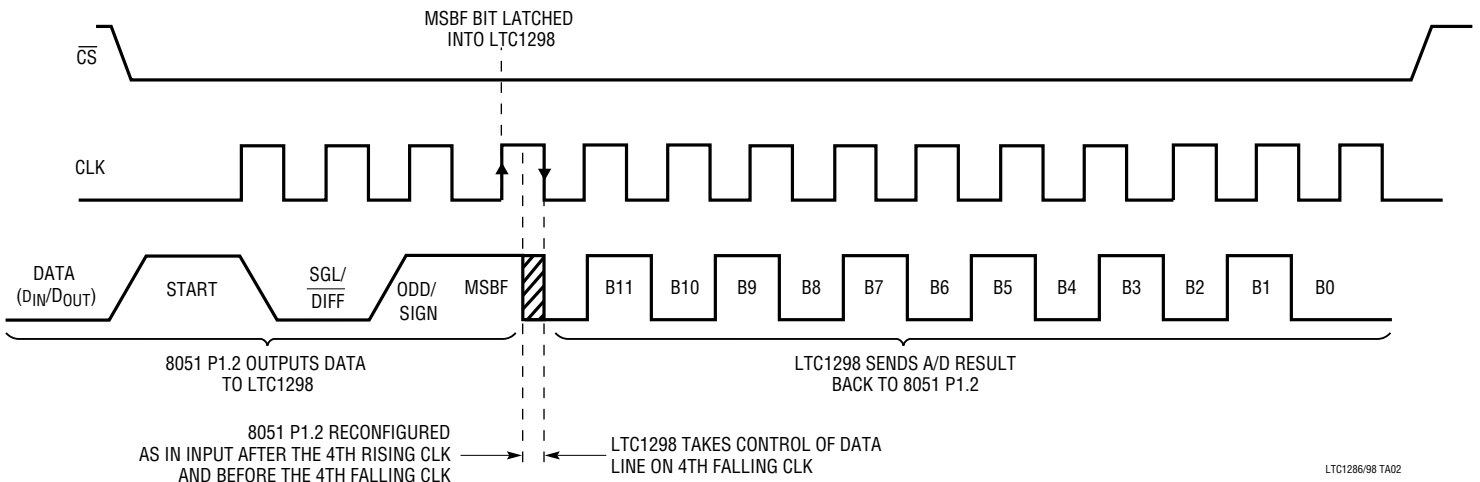 MSBF BIT LATCHED
INTO LTC1298
C̅S̅
CLK
DATA
(DIN/DOUT)
START
SGL/
D̅I̅F̅F̅
ODD/
SIGN
MSBF
B11
B10
B9
B8
B7
B6
B5
B4
B3
B2
B1
B0
8051 P1.2 OUTPUTS DATA
TO LTC1298
LTC1298 SENDS A/D RESULT
BACK TO 8051 P1.2
8051 P1.2 RECONFIGURED
AS IN INPUT AFTER THE 4TH RISING CLK
AND BEFORE THE 4TH FALLING CLK
LTC1298 TAKES CONTROL OF DATA
LINE ON 4TH FALLING CLK
LTC1286/98 TA02